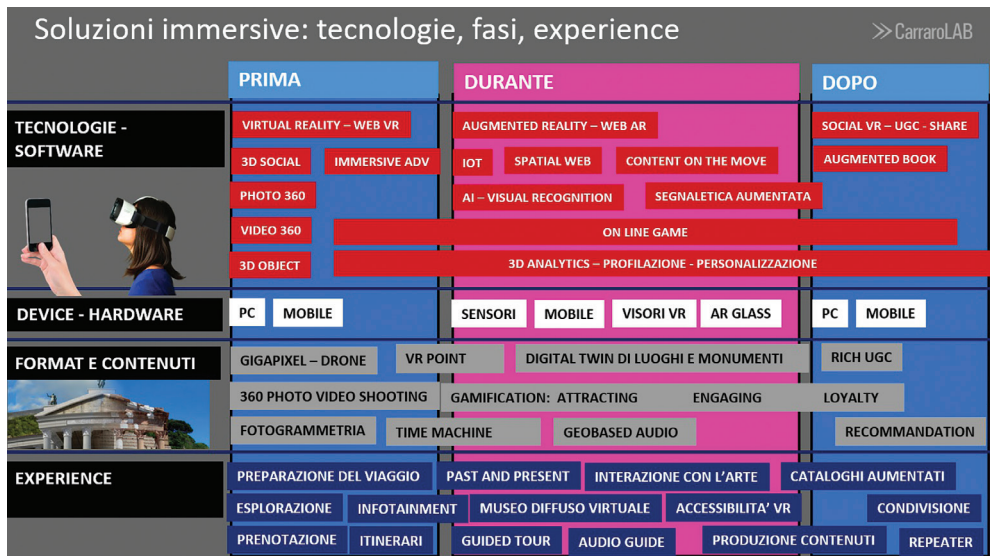 Soluzioni immersive: tecnologie, fasi, experience
CarraroLAB
PRIMA
DURANTE
DOPO
TECNOLOGIE -
SOFTWARE
VIRTUAL REALITY – WEB VR
AUGMENTED REALITY – WEB AR
SOCIAL VR – UGC - SHARE
3D SOCIAL
IMMERSIVE ADV
IOT
SPATIAL WEB
CONTENT ON THE MOVE
AUGMENTED BOOK
PHOTO 360
AI – VISUAL RECOGNITION
SEGNALETICA AUMENTATA
VIDEO 360
ON LINE GAME
3D OBJECT
3D ANALYTICS – PROFILAZIONE - PERSONALIZZAZIONE
DEVICE - HARDWARE
PC
MOBILE
SENSORI
MOBILE
VISORI VR
AR GLASS
PC
MOBILE
FORMAT E CONTENUTI
GIGAPIXEL – DRONE
VR POINT
DIGITAL TWIN DI LUOGHI E MONUMENTI
RICH UGC
360 PHOTO VIDEO SHOOTING
GAMIFICATION: ATTRACTING ENGAGING LOYALTY
FOTOGRAMMETRIA
TIME MACHINE
GEOBASED AUDIO
RECOMMANDATION
EXPERIENCE
PREPARAZIONE DEL VIAGGIO
PAST AND PRESENT
INTERAZIONE CON L'ARTE
CATALOGHI AUMENTATI
ESPLORAZIONE
INFOTAINMENT
MUSEO DIFFUSO VIRTUALE
ACCESSIBILITA' VR
CONDIVISIONE
PRENOTAZIONE
ITINERARI
GUIDED TOUR
AUDIO GUIDE
PRODUZIONE CONTENUTI
REPEATER